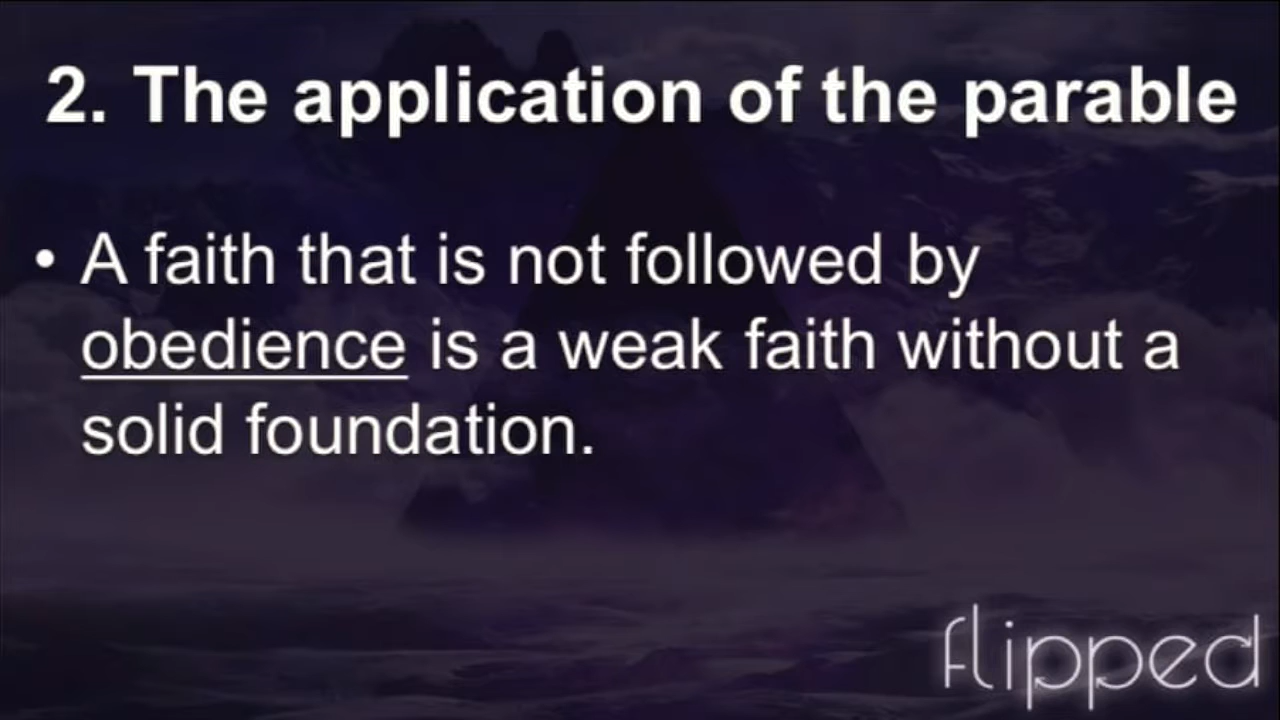 2. The application of the parable
• A faith that is not followed by
obedience is a weak faith without a
solid foundation.
flipped